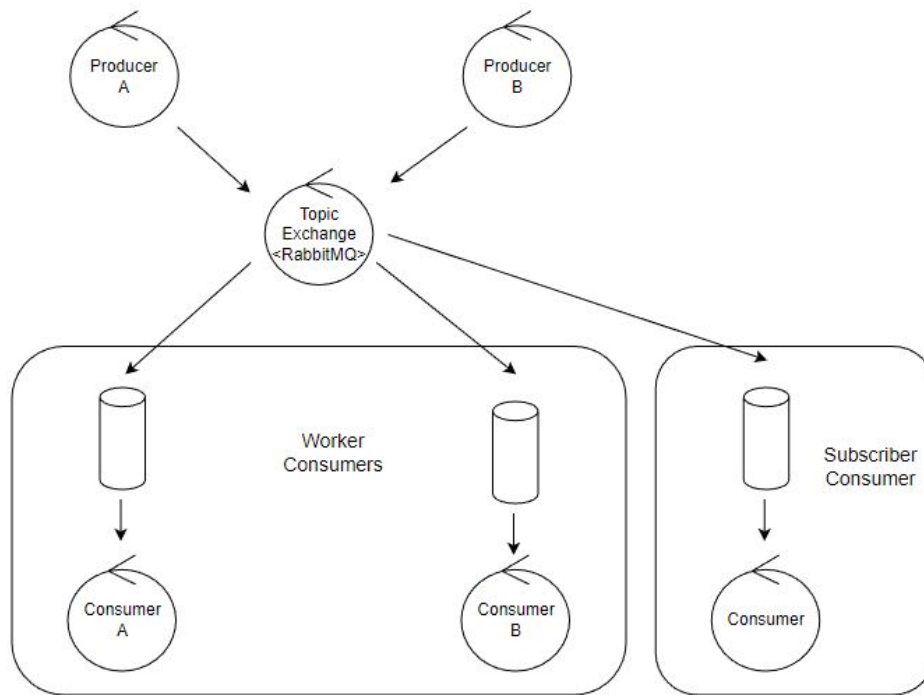 Producer
A
Producer
B
Topic
Exchange
<RabbitMQ>
Worker
Consumers
Subscriber
Consumer
Consumer
A
Consumer
B
Consumer